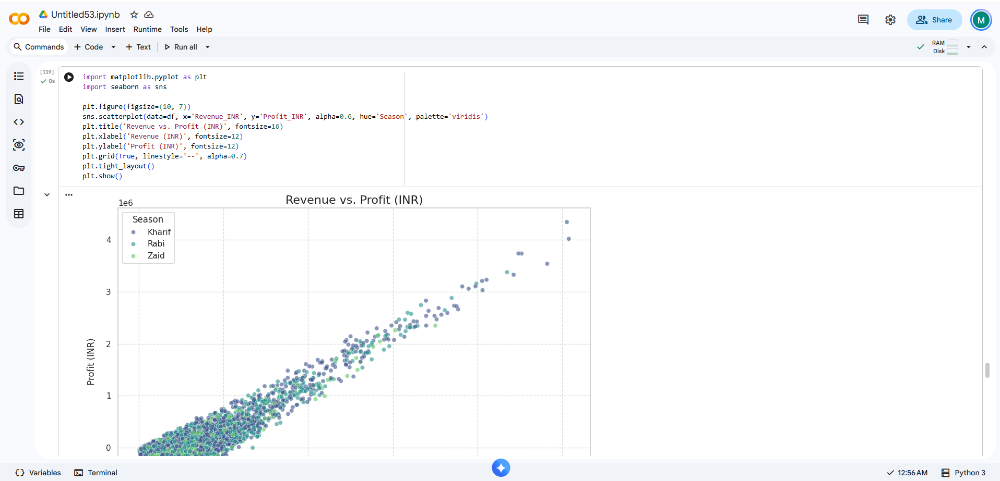 Untitled53.ipynb
File Edit View Insert Runtime Tools Help
Share
M
Commands + Code + Text Run all
RAM
Disk
[119]
0s
import matplotlib.pyplot as plt
import seaborn as sns
plt.figure(figsize=(10, 7))
sns.scatterplot(data=df, x='Revenue_INR', y='Profit_INR', alpha=0.6, hue='Season', palette='viridis')
plt.title('Revenue vs. Profit (INR)', fontsize=16)
plt.xlabel('Revenue (INR)', fontsize=12)
plt.ylabel('Profit (INR)', fontsize=12)
plt.grid(True, linestyle='--', alpha=0.7)
plt.tight_layout()
plt.show()
Revenue vs. Profit (INR)
1e6
Season
Kharif
Rabi
Zaid
4
3
2
Profit (INR)
1
0
Variables Terminal
12:56 AM Python 3